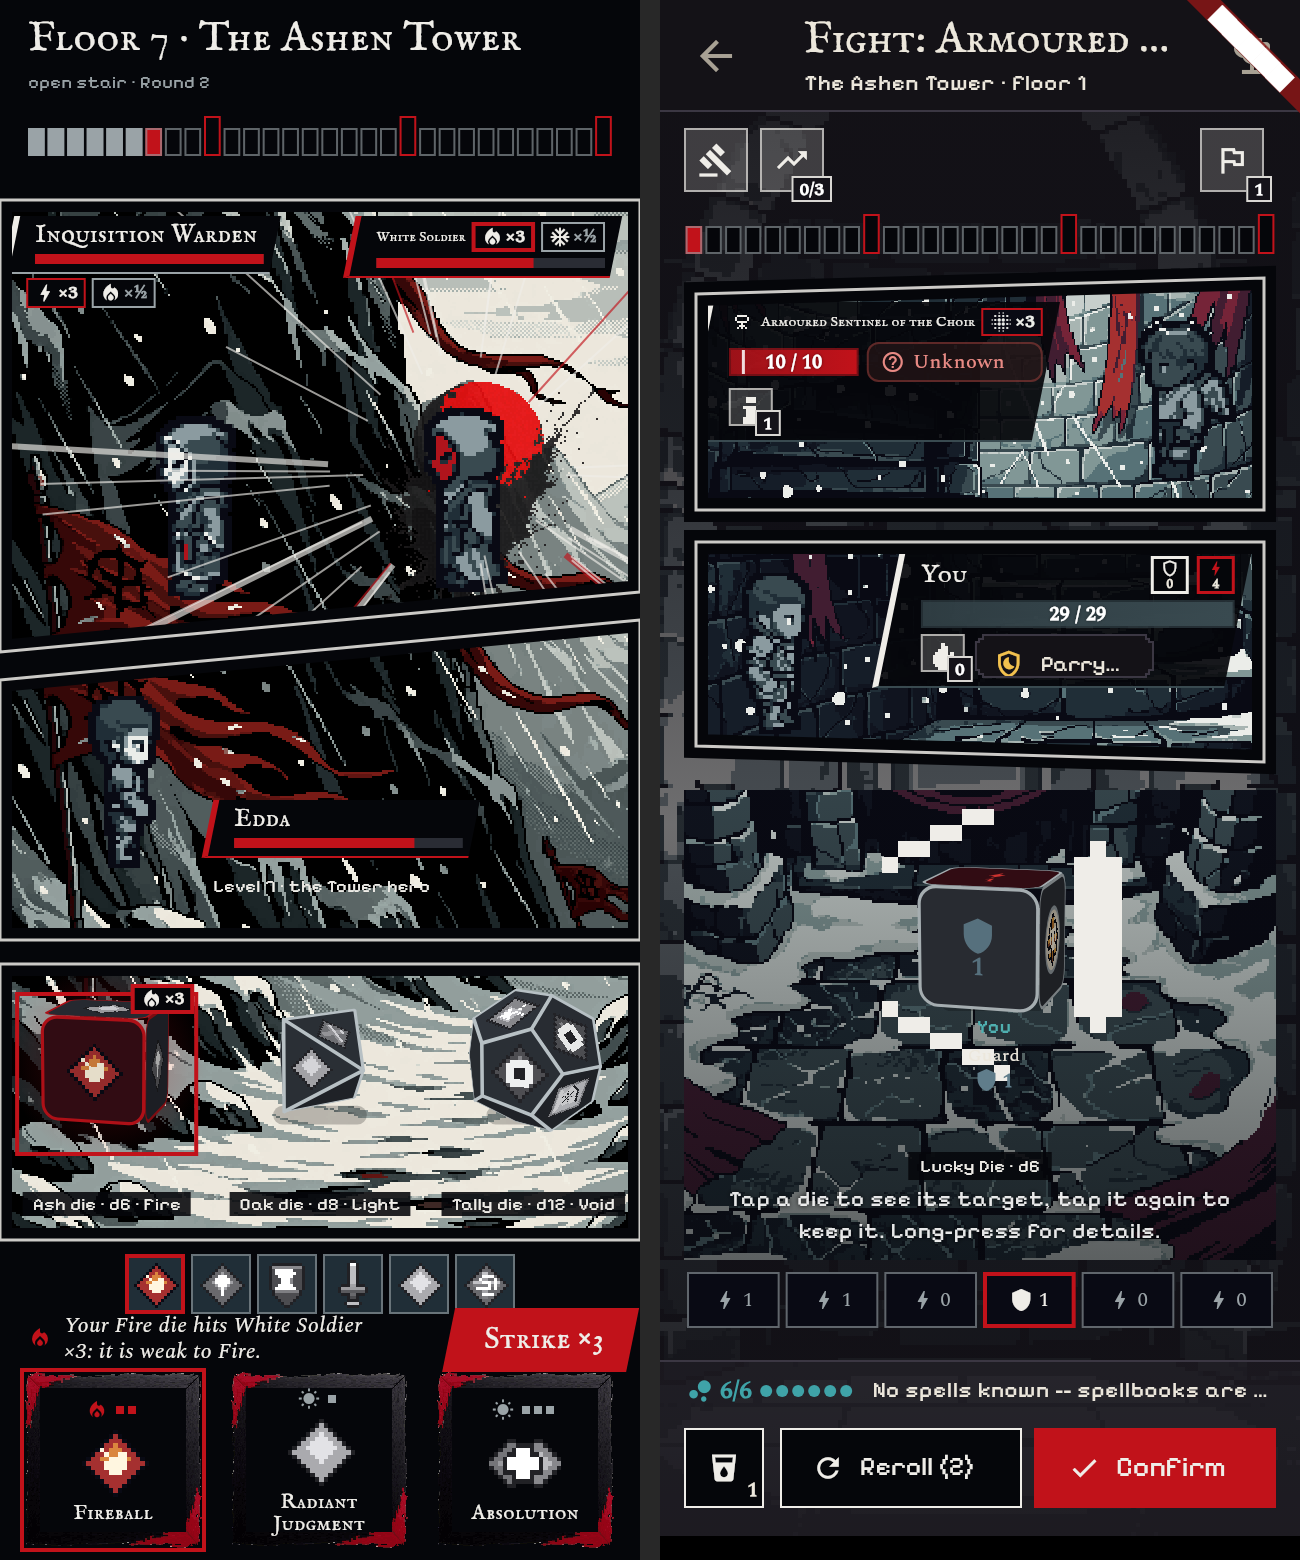 Floor 7 · The Ashen Tower
open stair · Round 2
Inquisition Warden
×3
×½
White Soldier
×3
×½
Edda
Level 1 · the Tower hero
×3
Ash die · d6 · Fire
Oak die · d8 · Light
Tally die · d12 · Void
Your Fire die hits White Soldier
×3: it is weak to Fire.
Strike ×3
Fireball
Radiant
Judgment
Absolution
Fight: Armoured ...
The Ashen Tower · Floor 1
0/3
1
Armoured Sentinel of the Choir
×3
10 / 10
Unknown
1
You
0
4
29 / 29
0
Parry...
1
You
Guard
1
Lucky Die · d6
Tap a die to see its target, tap it again to
keep it. Long-press for details.
1
1
0
1
0
0
6/6
No spells known -- spellbooks are ...
1
Reroll (2)
Confirm